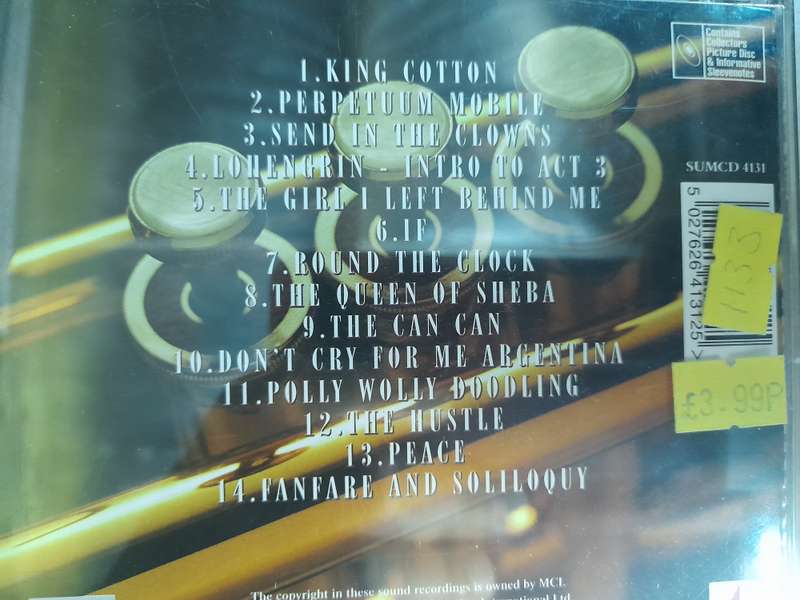 Contains
Collectors
Picture Disc
& Informative
Sleevenotes
1.KING COTTON
2.PERPETUUM MOBILE
3.SEND IN THE CLOWNS
4.LOHENGRIN - INTRO TO ACT 3
5.THE GIRL I LEFT BEHIND ME
6.IF
7.ROUND THE CLOCK
8.THE QUEEN OF SHEBA
9.THE CAN CAN
10.DON'T CRY FOR ME ARGENTINA
11.POLLY WOLLY DOODLING
12.THE HUSTLE
13.PEACE
14.FANFARE AND SOLILOQUY
SUMCD 4131
5 027626 413125 >
1133
£3.99P
The copyright in these sound recordings is owned by MCL
International Ltd